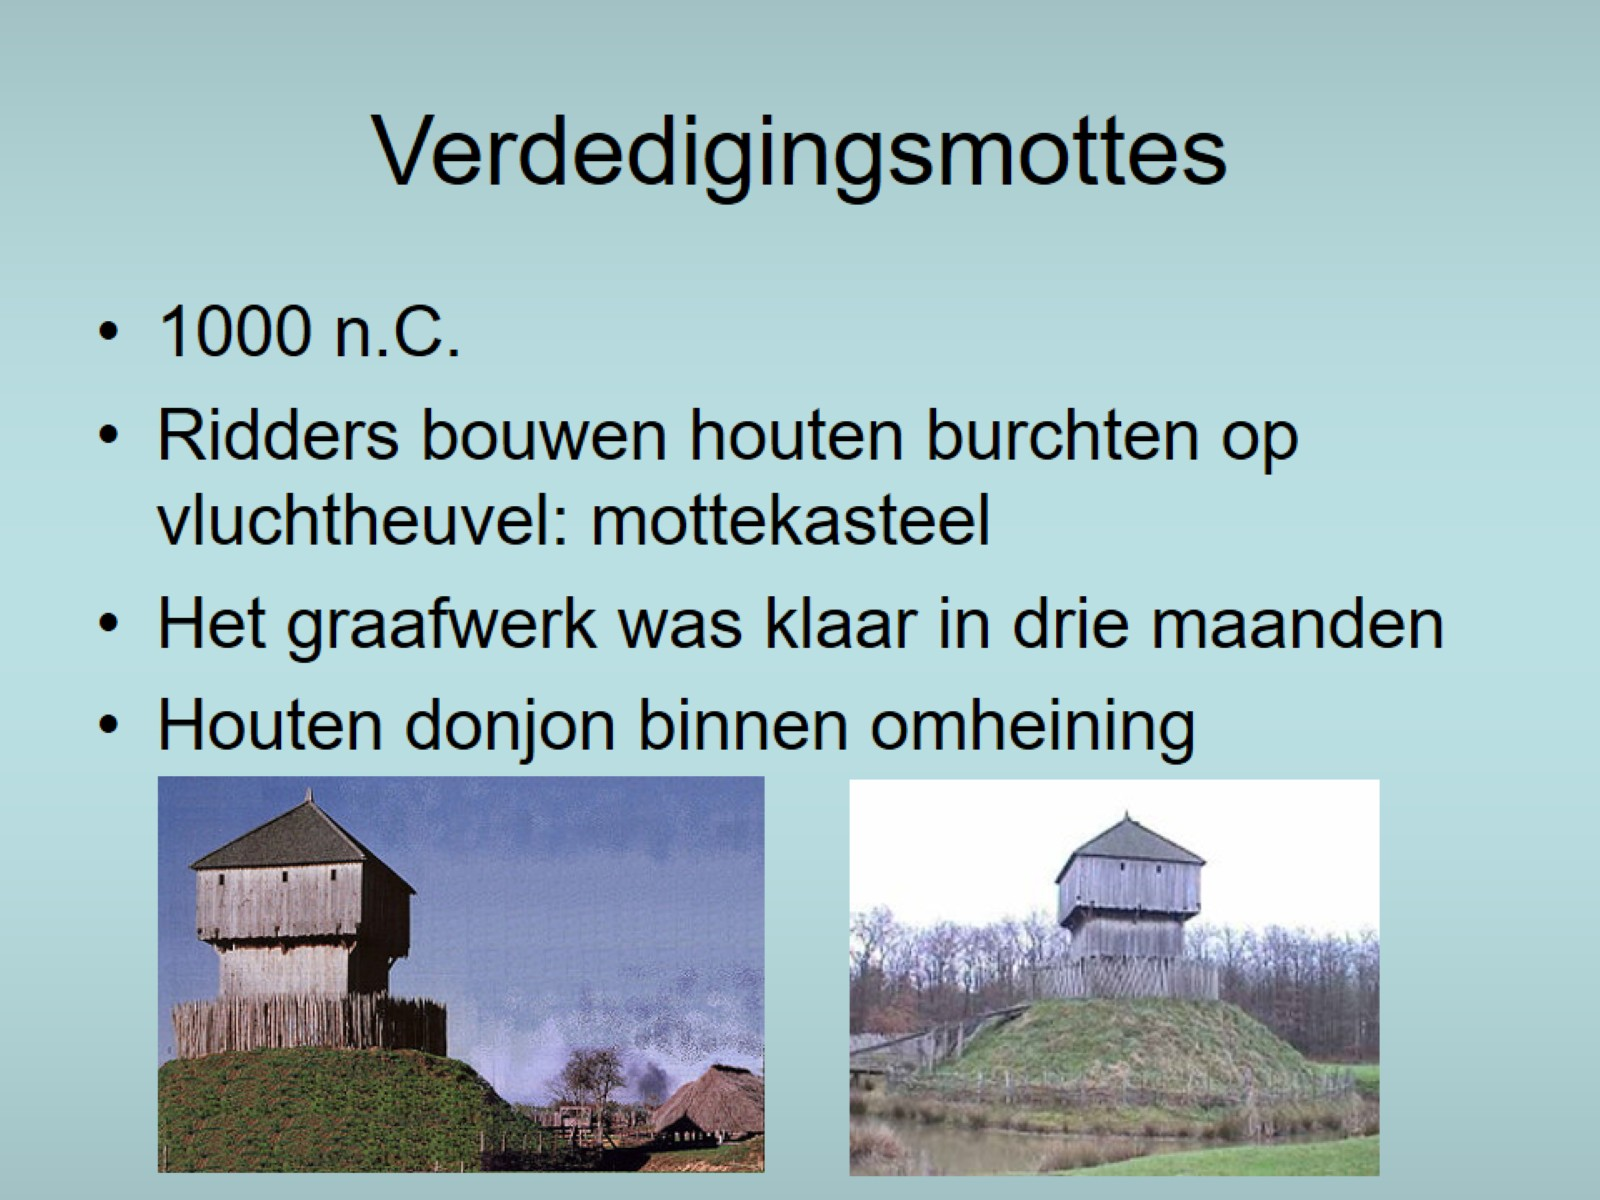 Verdedigingsmottes
• 1000 n.C.
• Ridders bouwen houten burchten op
vluchtheuvel: mottekasteel
• Het graafwerk was klaar in drie maanden
• Houten donjon binnen omheining